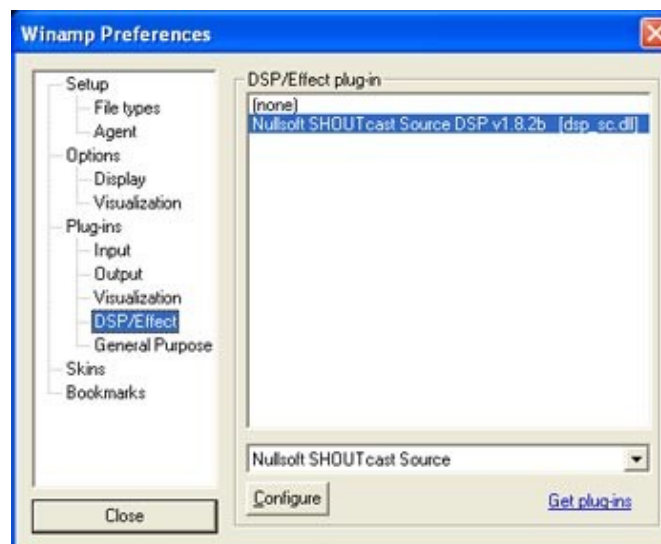 Winamp Preferences
Setup
File types
Agent
Options
Display
Visualization
Plug-ins
Input
Output
Visualization
DSP/Effect
General Purpose
Skins
Bookmarks
Close
DSP/Effect plug-in
(none)
Nullsoft SHOUTcast Source DSP v1.8.2b [dsp_sc.dll]
Nullsoft SHOUTcast Source
Configure
Get plug-ins